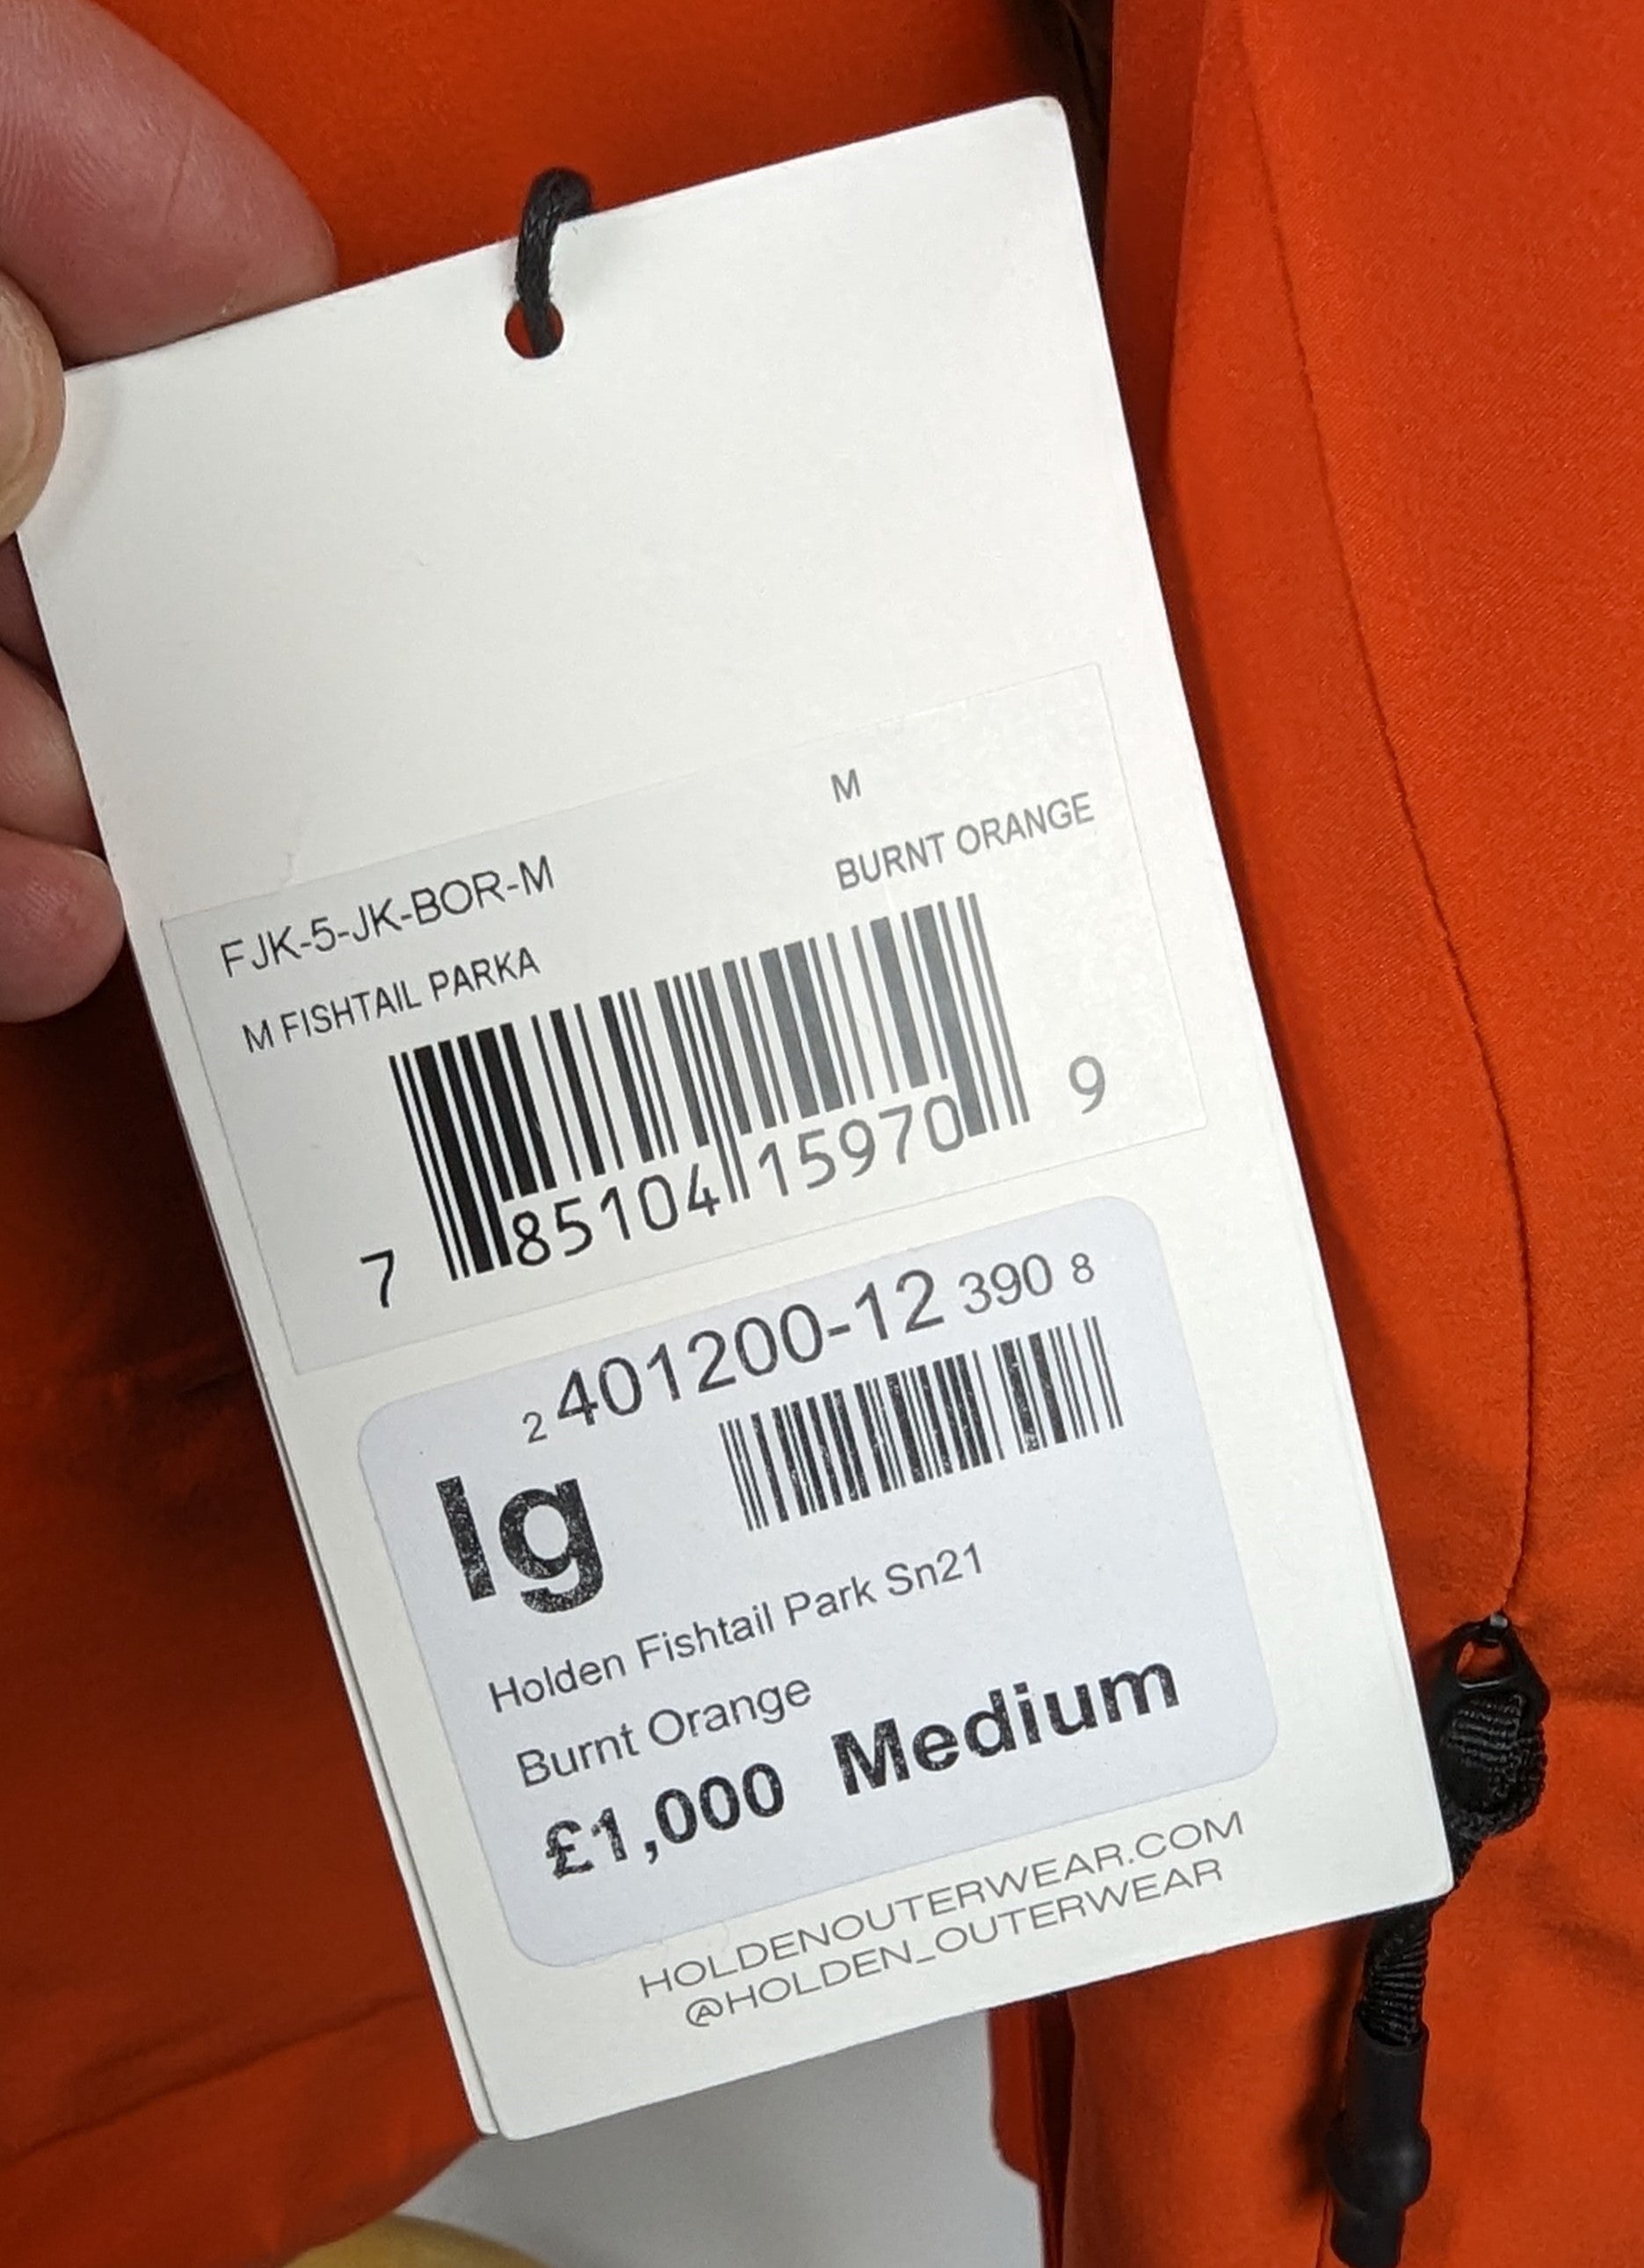 FJK-5-JK-BOR-M M
M FISHTAIL PARKA BURNT ORANGE
7 85104 15970 9
2 401200-12 390 8
lg
Holden Fishtail Park Sn21
Burnt Orange
£1,000 Medium
HOLDENOUTERWEAR.COM
@HOLDEN_OUTERWEAR